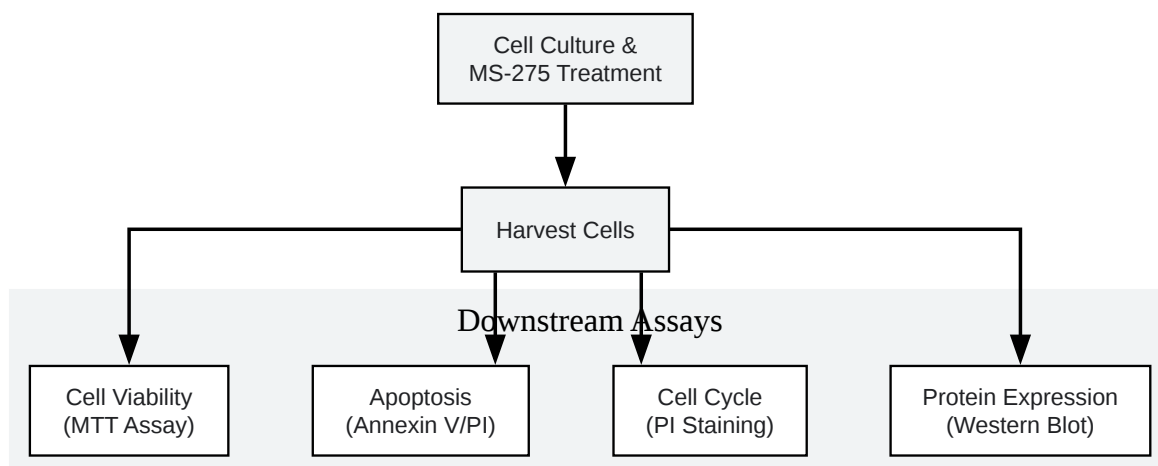 Cell Culture &
MS-275 Treatment
Harvest Cells
Downstream Assays
Cell Viability
(MTT Assay)
Apoptosis
(Annexin V/PI)
Cell Cycle
(PI Staining)
Protein Expression
(Western Blot)